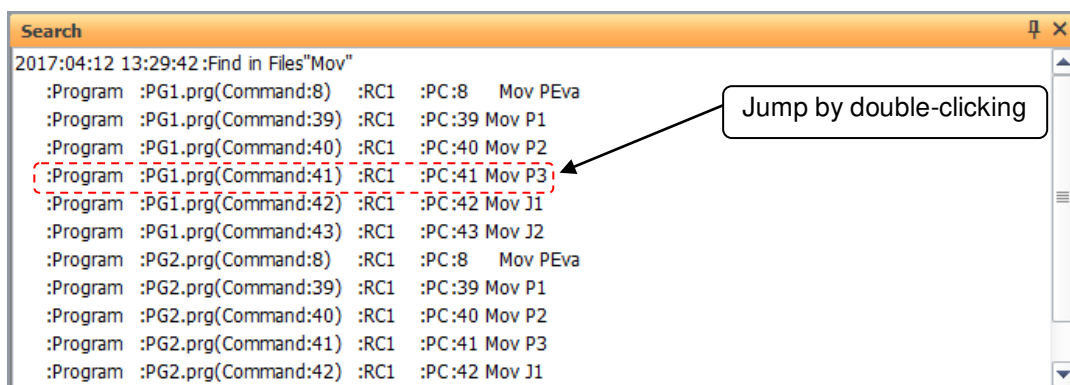 Search
2017:04:12 13:29:42 :Find in Files"Mov"
:Program :PG1.prg(Command:8) :RC1 :PC:8 Mov PEva
Jump by double-clicking
:Program :PG1.prg(Command:39) :RC1 :PC:39 Mov P1
:Program :PG1.prg(Command:40) :RC1 :PC:40 Mov P2
:Program :PG1.prg(Command:41) :RC1 :PC:41 Mov P3
:Program :PG1.prg(Command:42) :RC1 :PC:42 Mov J1
:Program :PG1.prg(Command:43) :RC1 :PC:43 Mov J2
:Program :PG2.prg(Command:8) :RC1 :PC:8 Mov PEva
:Program :PG2.prg(Command:39) :RC1 :PC:39 Mov P1
:Program :PG2.prg(Command:40) :RC1 :PC:40 Mov P2
:Program :PG2.prg(Command:41) :RC1 :PC:41 Mov P3
:Program :PG2.prg(Command:42) :RC1 :PC:42 Mov J1